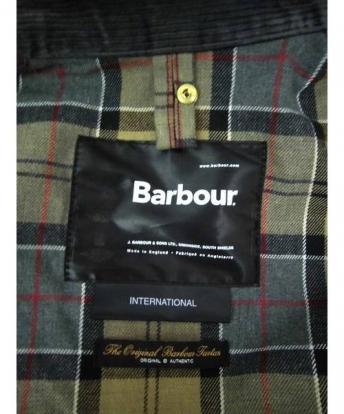 www.barbour.com
Barbour
J. BARBOUR & SONS LTD., SIMONSIDE, SOUTH SHIELDS
Made in England • Fabriqué en Angleterre
INTERNATIONAL
The Original Barbour Tartan
ORIGINAL & AUTHENTIC